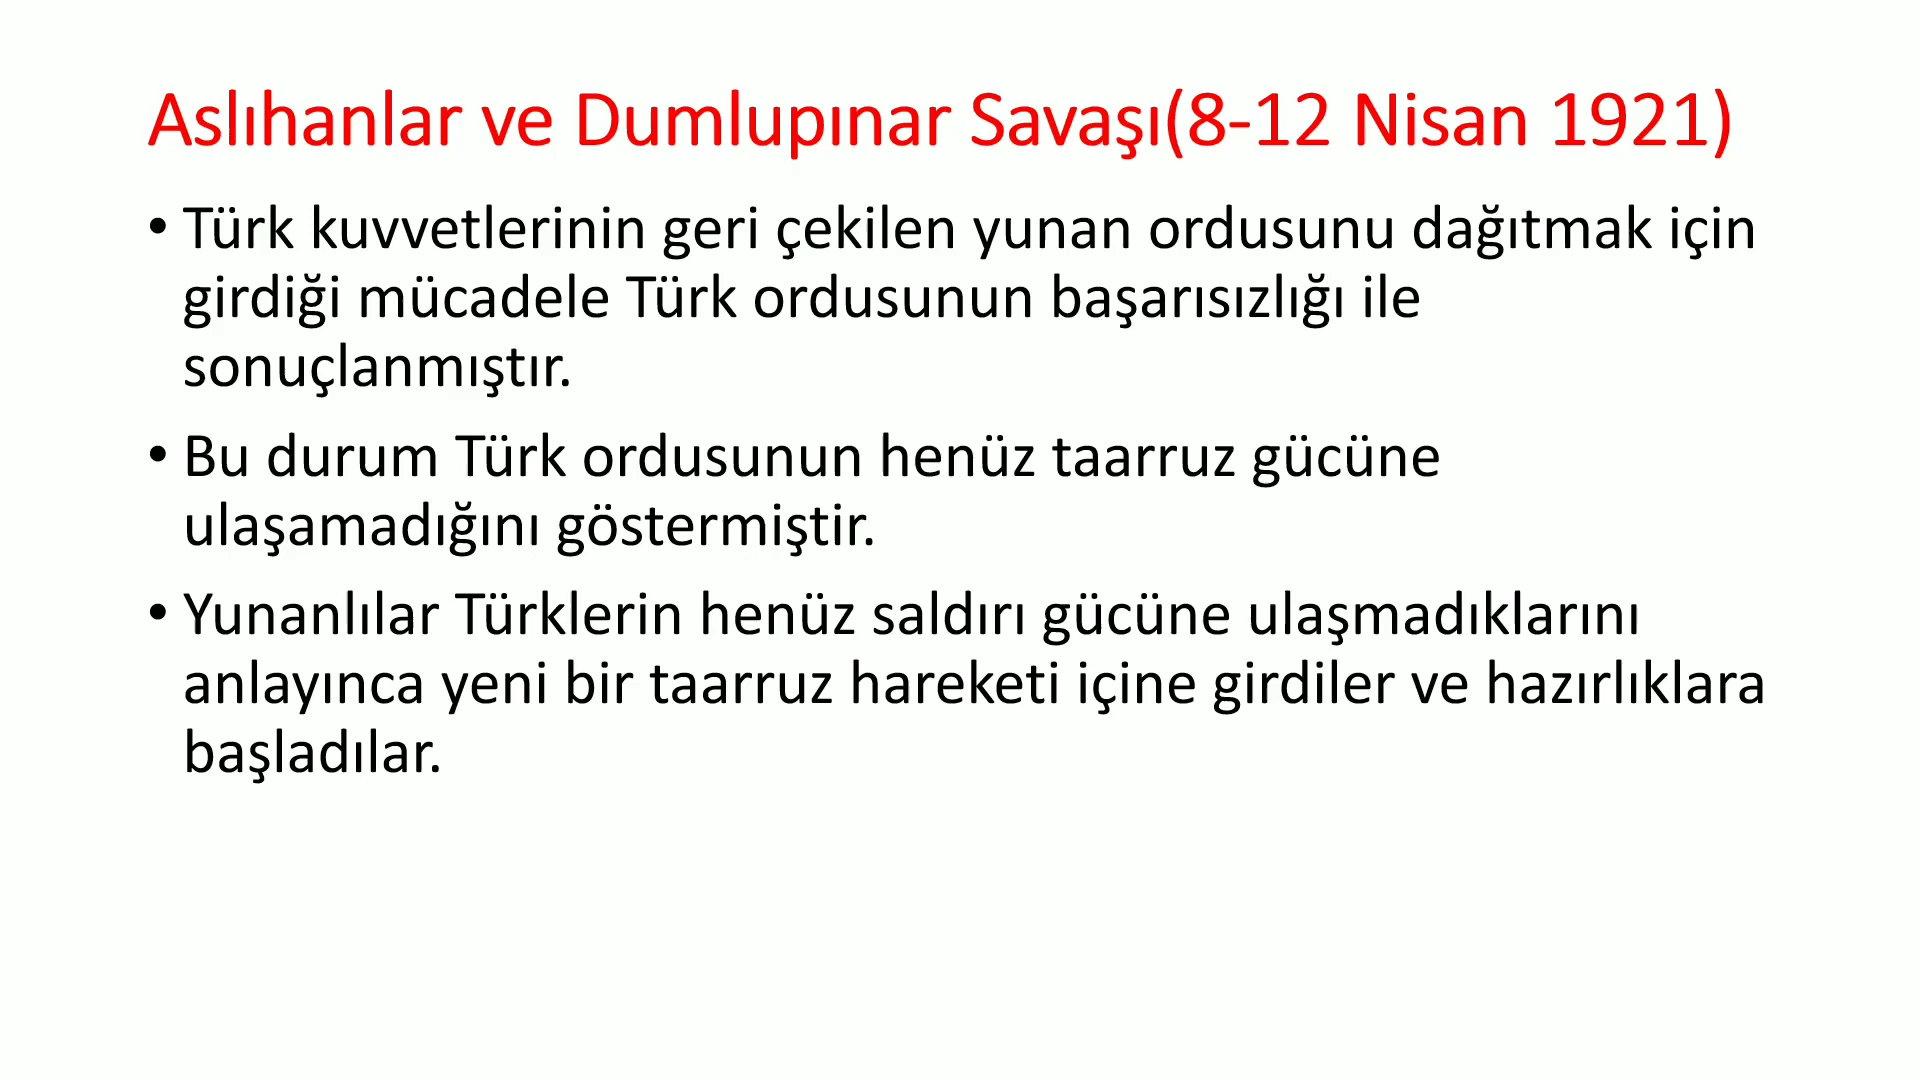 Aslıhanlar ve Dumlupınar Savaşı(8-12 Nisan 1921)
• Türk kuvvetlerinin geri çekilen yunan ordusunu dağıtmak için
girdiği mücadele Türk ordusunun başarısızlığı ile
sonuçlanmıştır.
• Bu durum Türk ordusunun henüz taarruz gücüne
ulaşamadığını göstermiştir.
• Yunanlılar Türklerin henüz saldırı gücüne ulaşmadıklarını
anlayınca yeni bir taarruz hareketi içine girdiler ve hazırlıklara
başladılar.